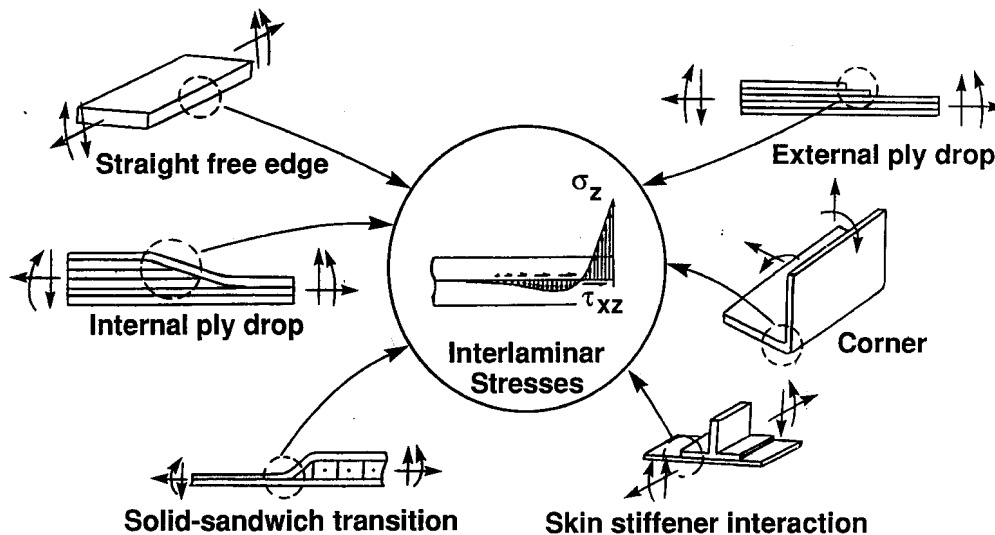 Straight free edge
External ply drop
σz
τxz
Internal ply drop
Interlaminar
Stresses
Corner
Solid-sandwich transition
Skin stiffener interaction